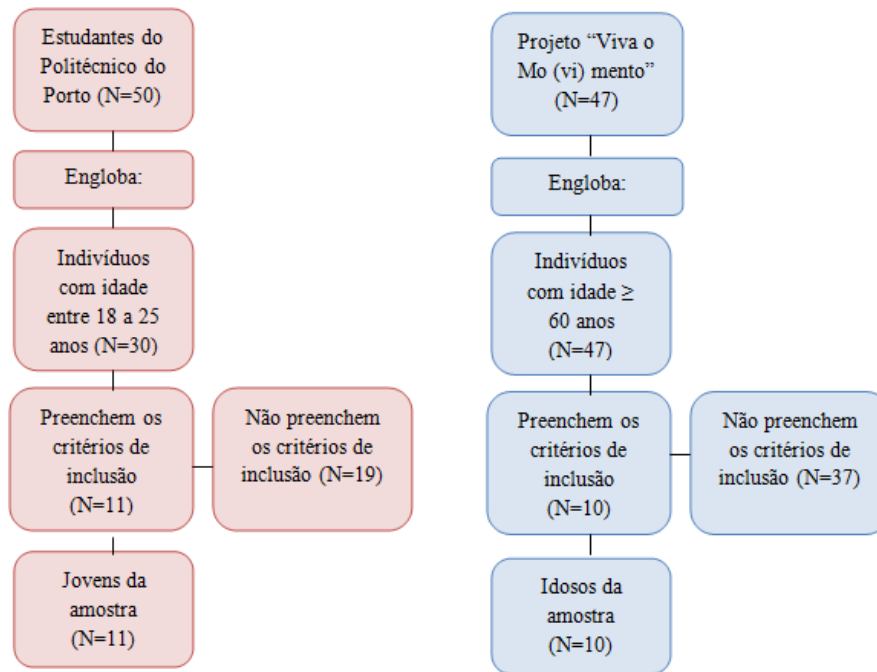 Estudantes do
Politécnico do
Porto (N=50)
Engloba:
Indivíduos
com idade
entre 18 a 25
anos (N=30)
Preenchem os
critérios de
inclusão
(N=11)
Não preenchem
os critérios de
inclusão (N=19)
Jovens da
amostra
(N=11)
Projeto “Viva o
Mo (vi) mento”
(N=47)
Engloba:
Indivíduos
com idade ≥
60 anos
(N=47)
Preenchem os
critérios de
inclusão
(N=10)
Não preenchem
os critérios de
inclusão (N=37)
Idosos da
amostra
(N=10)